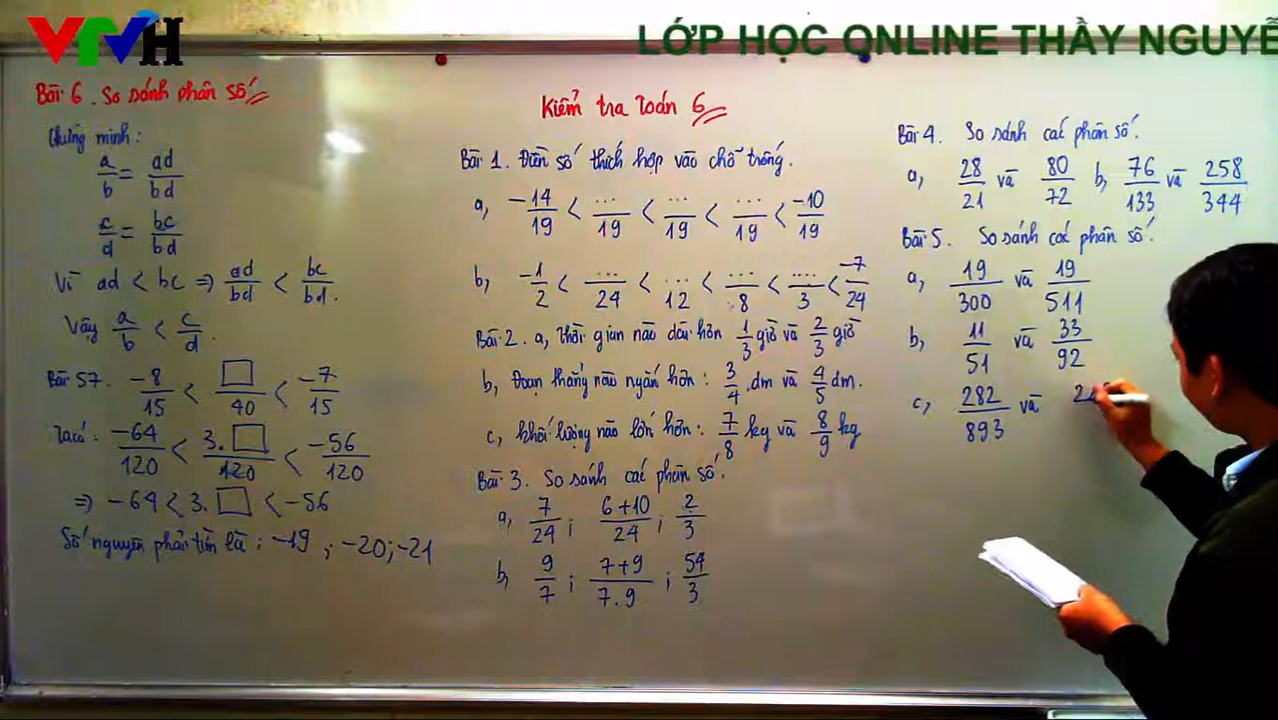 VTVH
LỚP HỌC ONLINE THẦY NGUYỄ
Bài 6. So sánh phân số
Chứng minh:
a/b = ad/bd
c/d = bc/bd
Vì ad < bc => ad/bd < bc/bd.
Vậy a/b < c/d.
Bài 57. -8/15 < □/40 < -7/15
Ta có: -64/120 < 3.□/120 < -56/120
=> -64 < 3.□ < -56
Số nguyên phải tìm là: -19; -20; -21
Kiểm tra Toán 6
Bài 1. Điền số thích hợp vào chỗ trống.
a, -14/19 < .../19 < .../19 < .../19 < -10/19
b, -1/2 < .../24 < .../12 < .../8 < .../3 < -7/24
Bài 2. a, Thời gian nào dài hơn 1/3 giờ và 2/3 giờ
b, Đoạn thẳng nào ngắn hơn: 3/4 dm và 4/5 dm.
c, khối lượng nào lớn hơn: 7/8 kg và 8/9 kg
Bài 3. So sánh các phân số.
a, 7/24; 6+10/24; 2/3
b, 9/7; 7+9/7.9; 54/3
Bài 4. So sánh các phân số.
a, 28/21 và 80/72 b, 76/133 và 258/344
Bài 5. So sánh các phân số.
a, 19/300 và 19/511
b, 11/51 và 33/92
c, 282/893 và